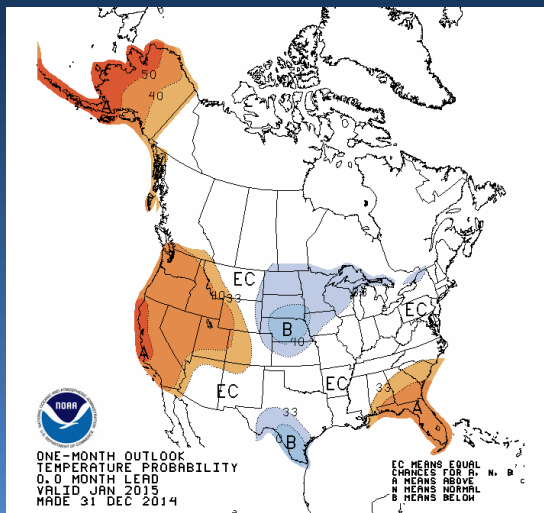 50
40
EC
40
33
B
40
EC
A
EC
EC
33
A
33
B
ONE-MONTH OUTLOOK
TEMPERATURE PROBABILITY
0.0 MONTH LEAD
VALID JAN 2015
MADE 31 DEC 2014
EC MEANS EQUAL
CHANCES FOR A, N, B
A MEANS ABOVE
N MEANS NORMAL
B MEANS BELOW
NOAA